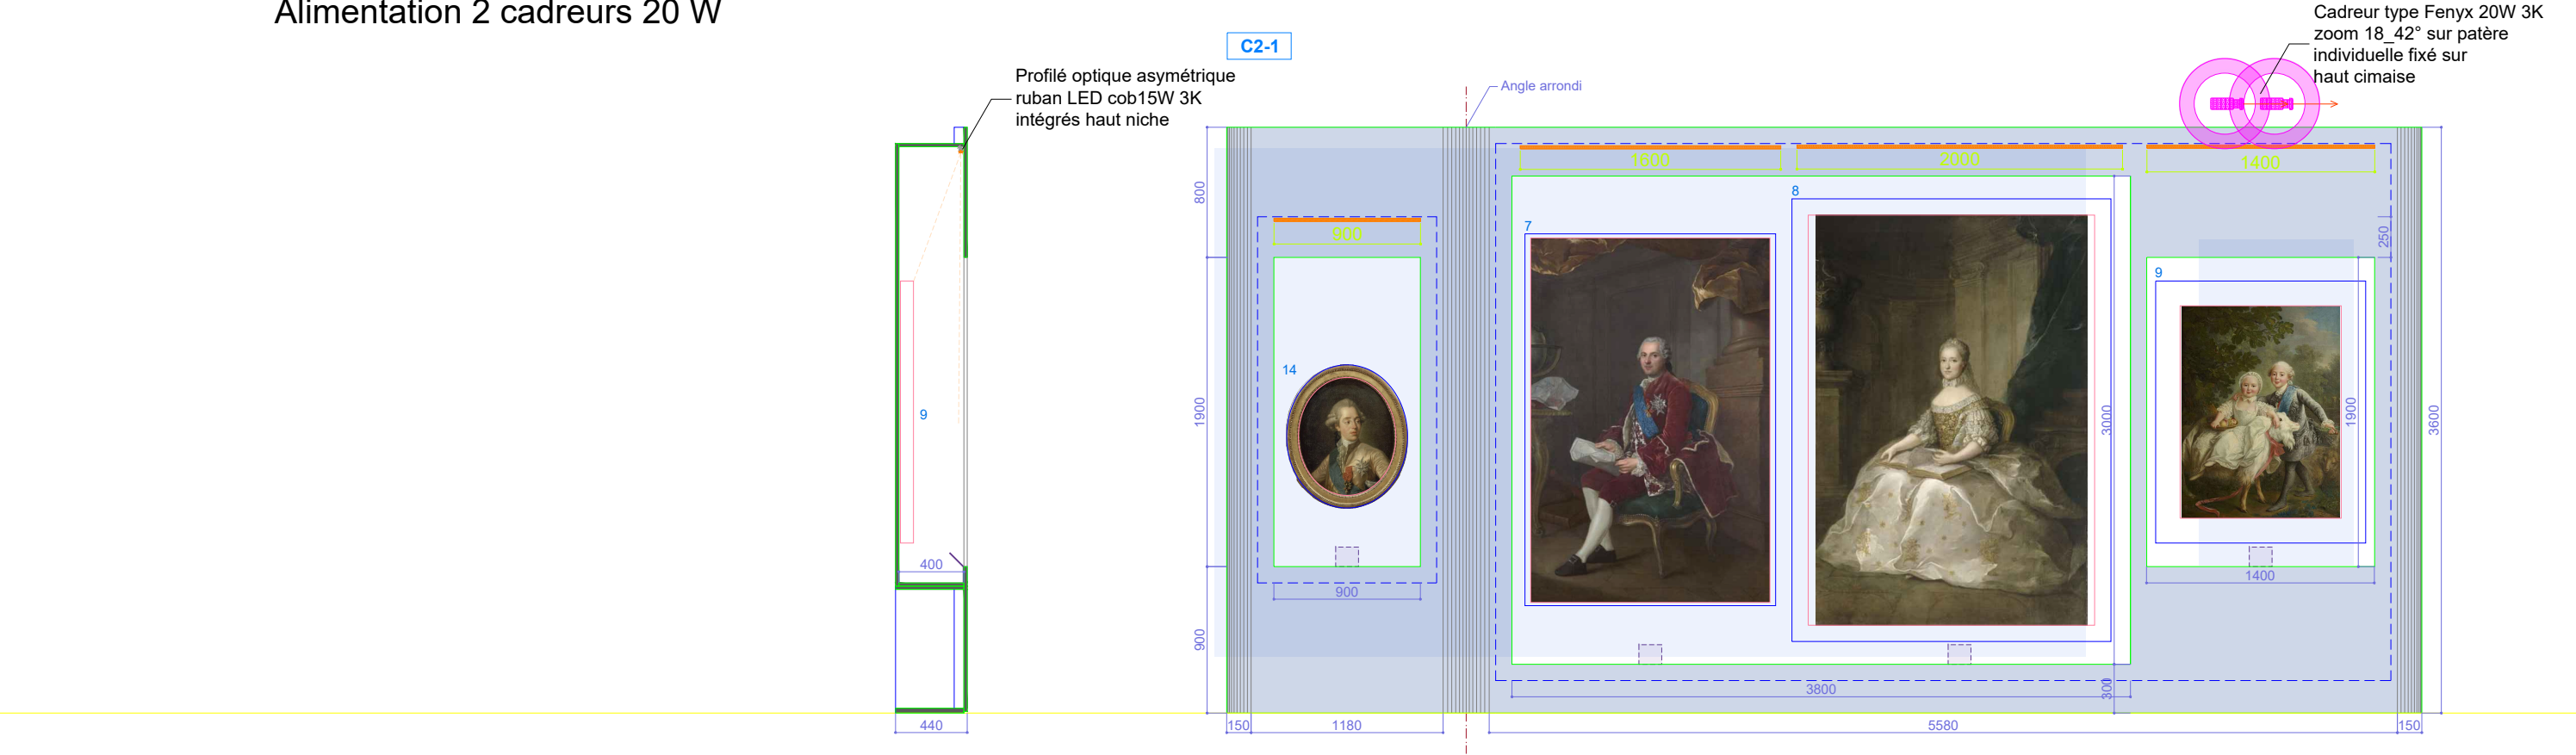 Alimentation 2 cadreurs 20 W
Cadreur type Fenyx 20W 3K
zoom 18_42° sur patère
individuelle fixé sur
haut cimaise
C2-1
Profilé optique asymétrique
ruban LED cob15W 3K
intégrés haut niche
Angle arrondi
1600
2000
1400
800
8
7
900
250
9
14
9
1900
3000
1900
3600
400
1400
900
900
3800
300
440
150
1180
5580
150